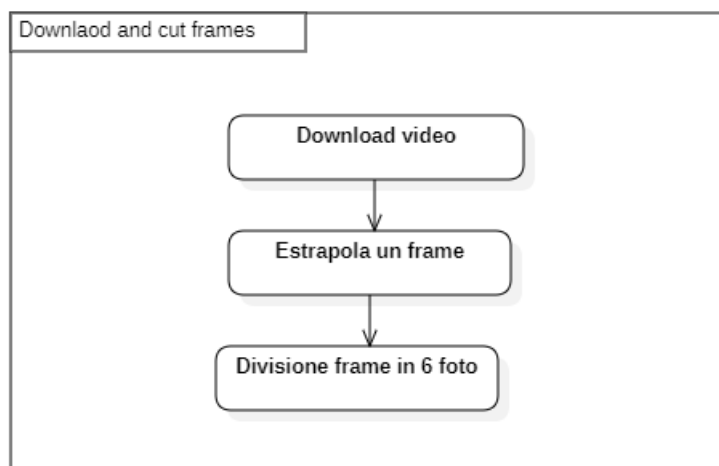 Downlaod and cut frames
Download video
Estrapola un frame
Divisione frame in 6 foto